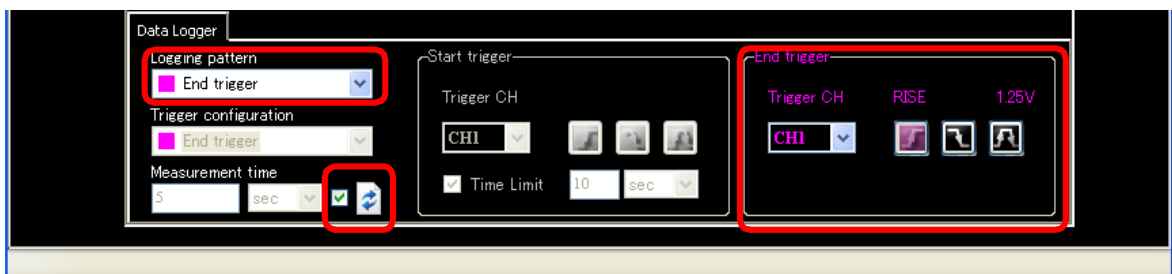 Data Logger
Logging pattern
End trigger
Trigger configuration
End trigger
Measurement time
5 sec
Start trigger
Trigger CH
CH1
Time Limit 10 sec
End trigger
Trigger CH RISE 1.25V
CH1